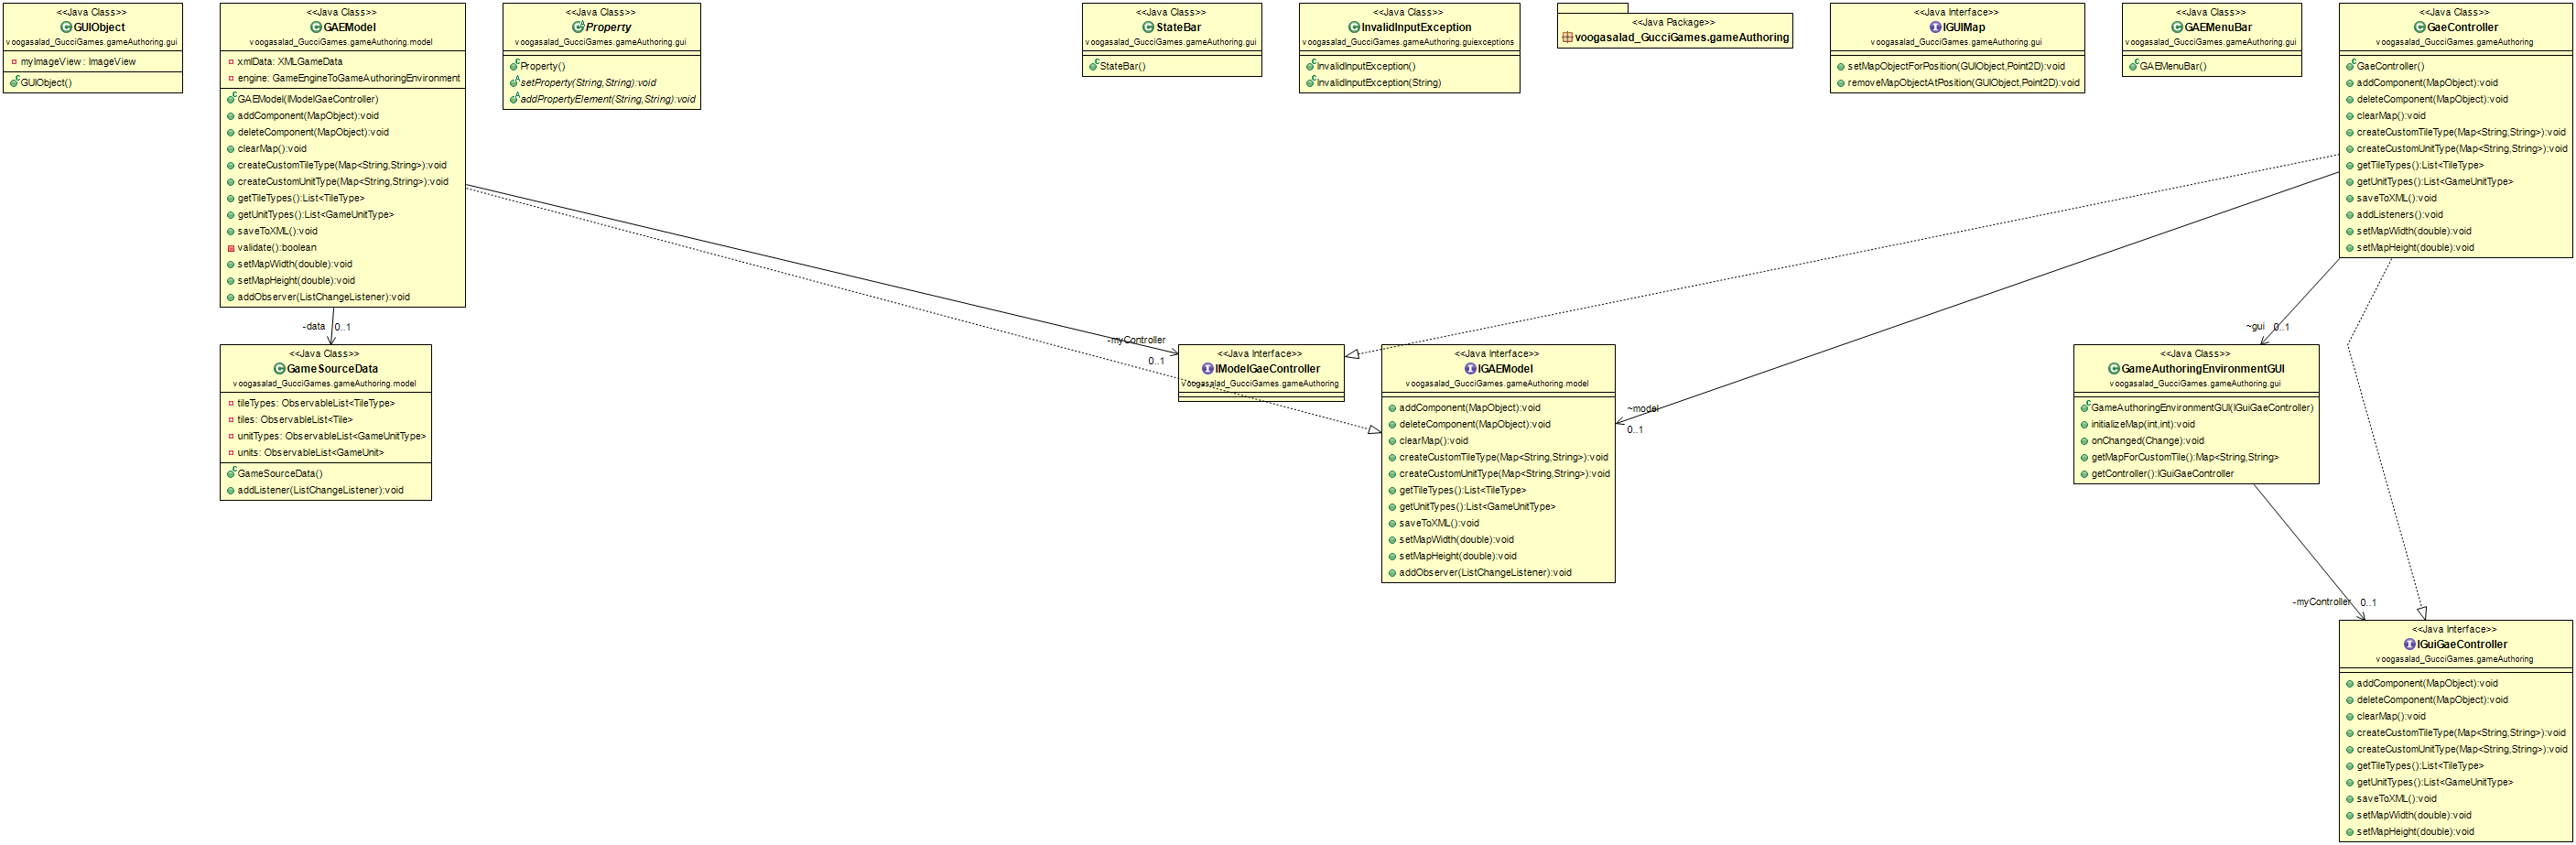 <<Java Class>>
GUIObject
voogasalad_GucciGames.gameAuthoring.gui
myImageView: ImageView
GUIObject()
<<Java Class>>
GAEModel
voogasalad_GucciGames.gameAuthoring.model
xmlData: XMLGameData
engine: GameEngineToGameAuthoringEnvironment
GAEModel(IModelGaeController)
addComponent(MapObject):void
deleteComponent(MapObject):void
clearMap():void
createCustomTileType(Map<String,String>):void
createCustomUnitType(Map<String,String>):void
getTileTypes():List<TileType>
getUnitTypes():List<GameUnitType>
saveToXML():void
validate():boolean
setMapWidth(double):void
setMapHeight(double):void
addObserver(ListChangeListener):void
<<Java Class>>
Property
voogasalad_GucciGames.gameAuthoring.gui
Property()
setProperty(String,String):void
addPropertyElement(String,String):void
<<Java Class>>
StateBar
voogasalad_GucciGames.gameAuthoring.gui
StateBar()
<<Java Class>>
InvalidInputException
voogasalad_GucciGames.gameAuthoring.guiexceptions
InvalidInputException()
InvalidInputException(String)
<<Java Package>>
voogasalad_GucciGames.gameAuthoring
<<Java Interface>>
IGUIMap
voogasalad_GucciGames.gameAuthoring.gui
setMapObjectForPosition(GUIObject,Point2D):void
removeMapObjectAtPosition(GUIObject,Point2D):void
<<Java Class>>
GAEMenuBar
voogasalad_GucciGames.gameAuthoring.gui
GAEMenuBar()
<<Java Class>>
GaeController
voogasalad_GucciGames.gameAuthoring
GaeController()
addComponent(MapObject):void
deleteComponent(MapObject):void
clearMap():void
createCustomTileType(Map<String,String>):void
createCustomUnitType(Map<String,String>):void
getTileTypes():List<TileType>
getUnitTypes():List<GameUnitType>
saveToXML():void
addListeners():void
setMapWidth(double):void
setMapHeight(double):void
-data 0..1
<<Java Class>>
GameSourceData
voogasalad_GucciGames.gameAuthoring.model
tileTypes: ObservableList<TileType>
tiles: ObservableList<Tile>
unitTypes: ObservableList<GameUnitType>
units: ObservableList<GameUnit>
GameSourceData()
addListener(ListChangeListener):void
-myController
0..1
<<Java Interface>>
IModelGaeController
voogasalad_GucciGames.gameAuthoring
<<Java Interface>>
IGAEModel
voogasalad_GucciGames.gameAuthoring.model
addComponent(MapObject):void
deleteComponent(MapObject):void
clearMap():void
createCustomTileType(Map<String,String>):void
createCustomUnitType(Map<String,String>):void
getTileTypes():List<TileType>
getUnitTypes():List<GameUnitType>
saveToXML():void
setMapWidth(double):void
setMapHeight(double):void
addObserver(ListChangeListener):void
~model
0..1
~gui 0..1
<<Java Class>>
GameAuthoringEnvironmentGUI
voogasalad_GucciGames.gameAuthoring.gui
GameAuthoringEnvironmentGUI(IGuiGaeController)
initializeMap(int,int):void
onChanged(Change):void
getMapForCustomTile():Map<String,String>
getController():IGuiGaeController
-myController 0..1
<<Java Interface>>
IGuiGaeController
voogasalad_GucciGames.gameAuthoring
addComponent(MapObject):void
deleteComponent(MapObject):void
clearMap():void
createCustomTileType(Map<String,String>):void
createCustomUnitType(Map<String,String>):void
getTileTypes():List<TileType>
getUnitTypes():List<GameUnitType>
saveToXML():void
setMapWidth(double):void
setMapHeight(double):void